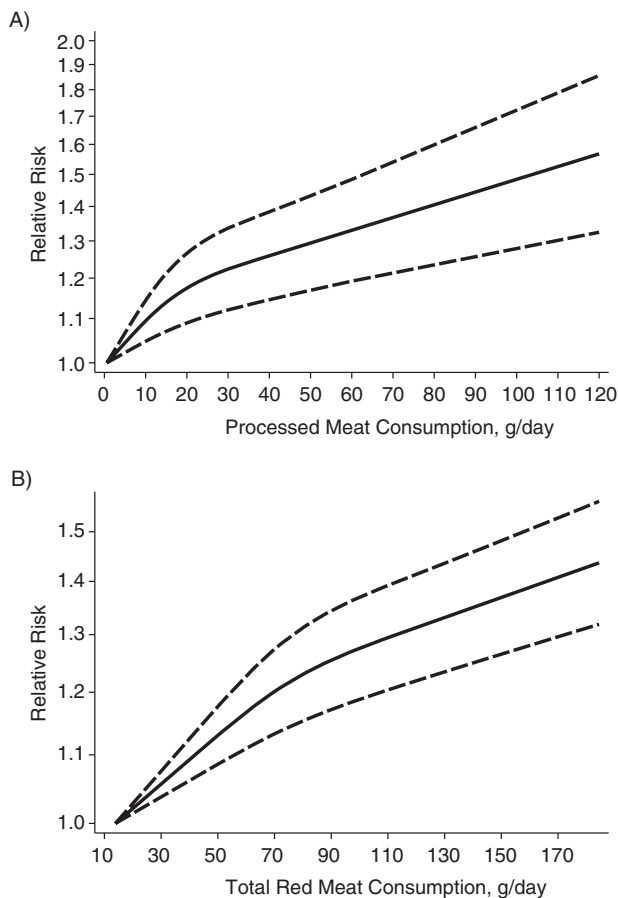 A)
2.0
1.9
1.8
1.7
1.6
1.5
1.4
1.3
1.2
1.1
1.0
Relative Risk
0 10 20 30 40 50 60 70 80 90 100 110 120
Processed Meat Consumption, g/day
B)
1.5
1.4
1.3
1.2
1.1
1.0
Relative Risk
10 30 50 70 90 110 130 150 170
Total Red Meat Consumption, g/day